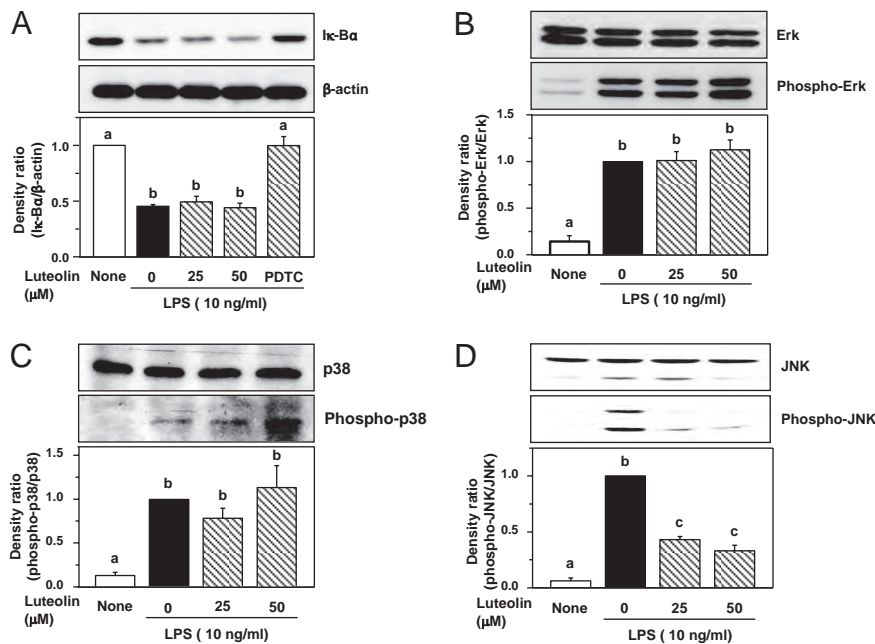 A
Iκ-Bα
β-actin
Density ratio
(Iκ-Bα/β-actin)
1.0
0.5
0.0
a
b
b
b
a
Luteolin
(μM)
None
0
25
50
PDTC
LPS ( 10 ng/ml)
B
Erk
Phospho-Erk
Density ratio
(phospho-Erk/Erk)
1.5
1.0
0.5
0.0
a
b
b
b
Luteolin
(μM)
None
0
25
50
LPS ( 10 ng/ml)
C
p38
Phospho-p38
Density ratio
(phospho-p38/p38)
1.5
1.0
0.5
0.0
a
b
b
b
Luteolin
(μM)
None
0
25
50
LPS ( 10 ng/ml)
D
JNK
Phospho-JNK
Density ratio
(phospho-JNK/JNK)
1.0
0.5
0.0
a
b
c
c
Luteolin
(μM)
None
0
25
50
LPS ( 10 ng/ml)